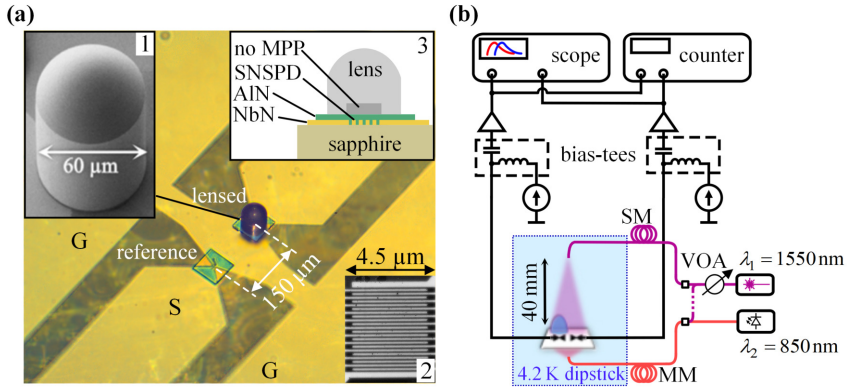 (a)
1
60 µm
no MPP
SNSPD
AlN
NbN
lens
sapphire
3
lensed
reference
150 µm
G
S
G
4.5 µm
2
(b)
scope
counter
bias-tees
SM
VOA
λ₁ = 1550 nm
40 mm
λ₂ = 850 nm
4.2 K dipstick
MM